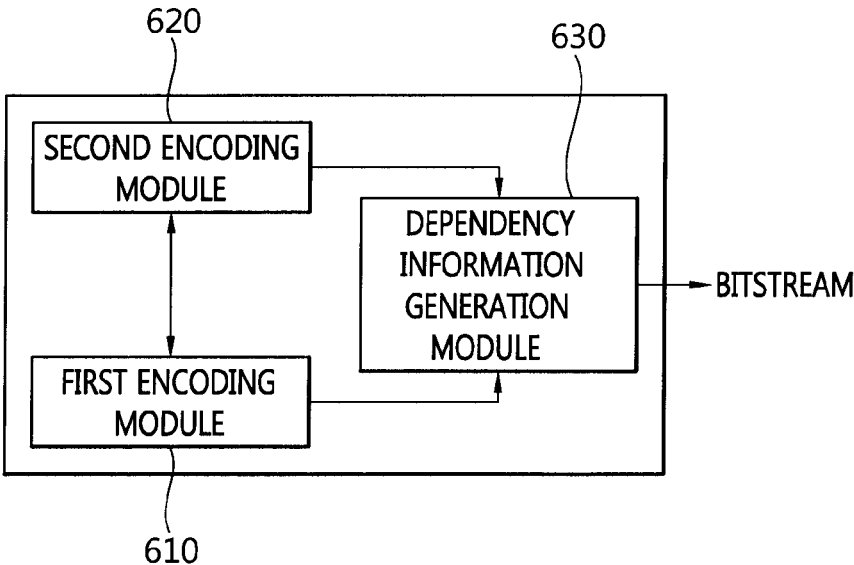 620
630
SECOND ENCODING
MODULE
DEPENDENCY
INFORMATION
GENERATION
MODULE
BITSTREAM
FIRST ENCODING
MODULE
610